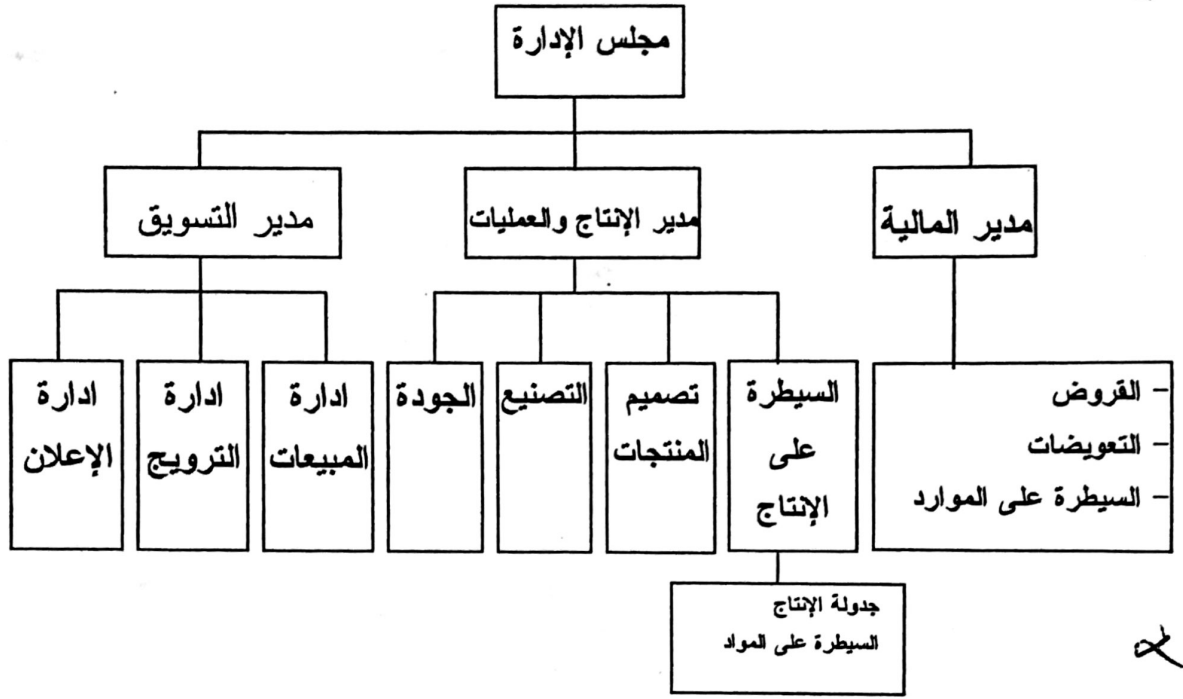 مجلس الإدارة
مدير المالية
مدير الإنتاج والعمليات
مدير التسويق
- القروض
- التعويضات
- السيطرة على الموارد
السيطرة
على
الإنتاج
تصميم
المنتجات
التصنيع
الجودة
ادارة
المبيعات
ادارة
الترويج
ادارة
الإعلان
جدولة الإنتاج
السيطرة على المواد